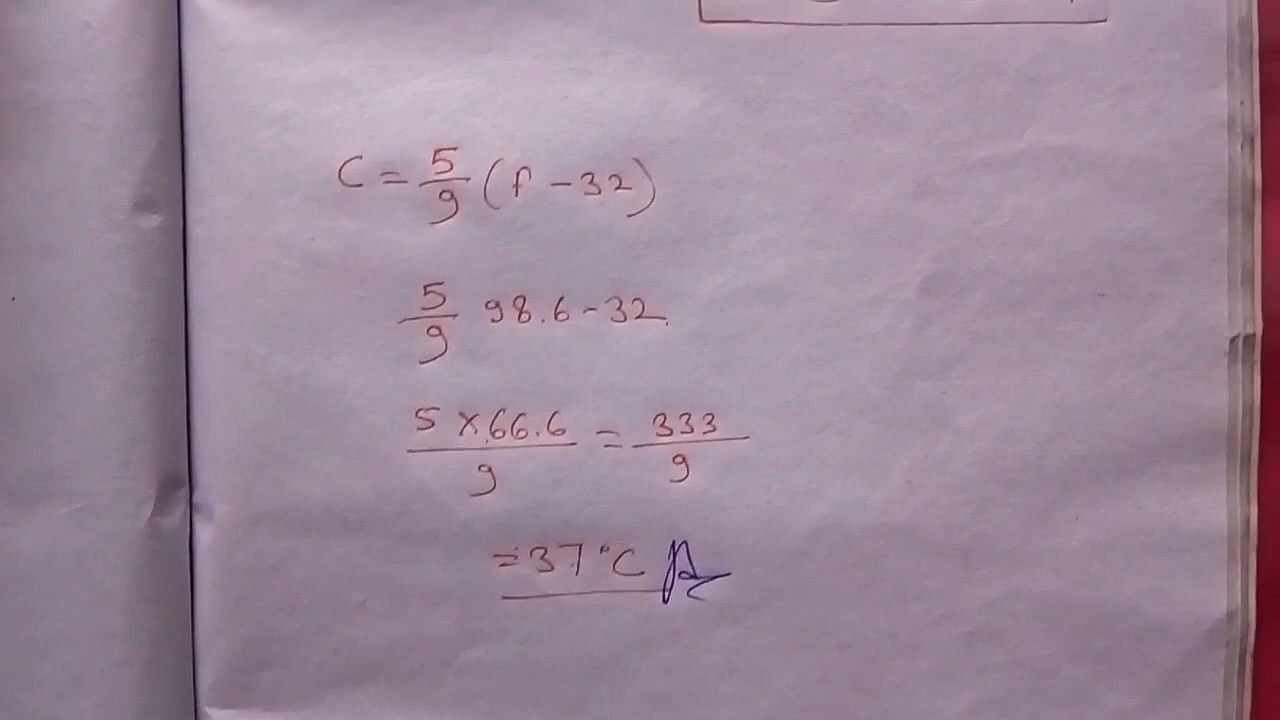 C = 5/9 (f - 32)
5/9 98.6 - 32.
5 × 66.6 / 9 = 333 / 9
= 37 °C